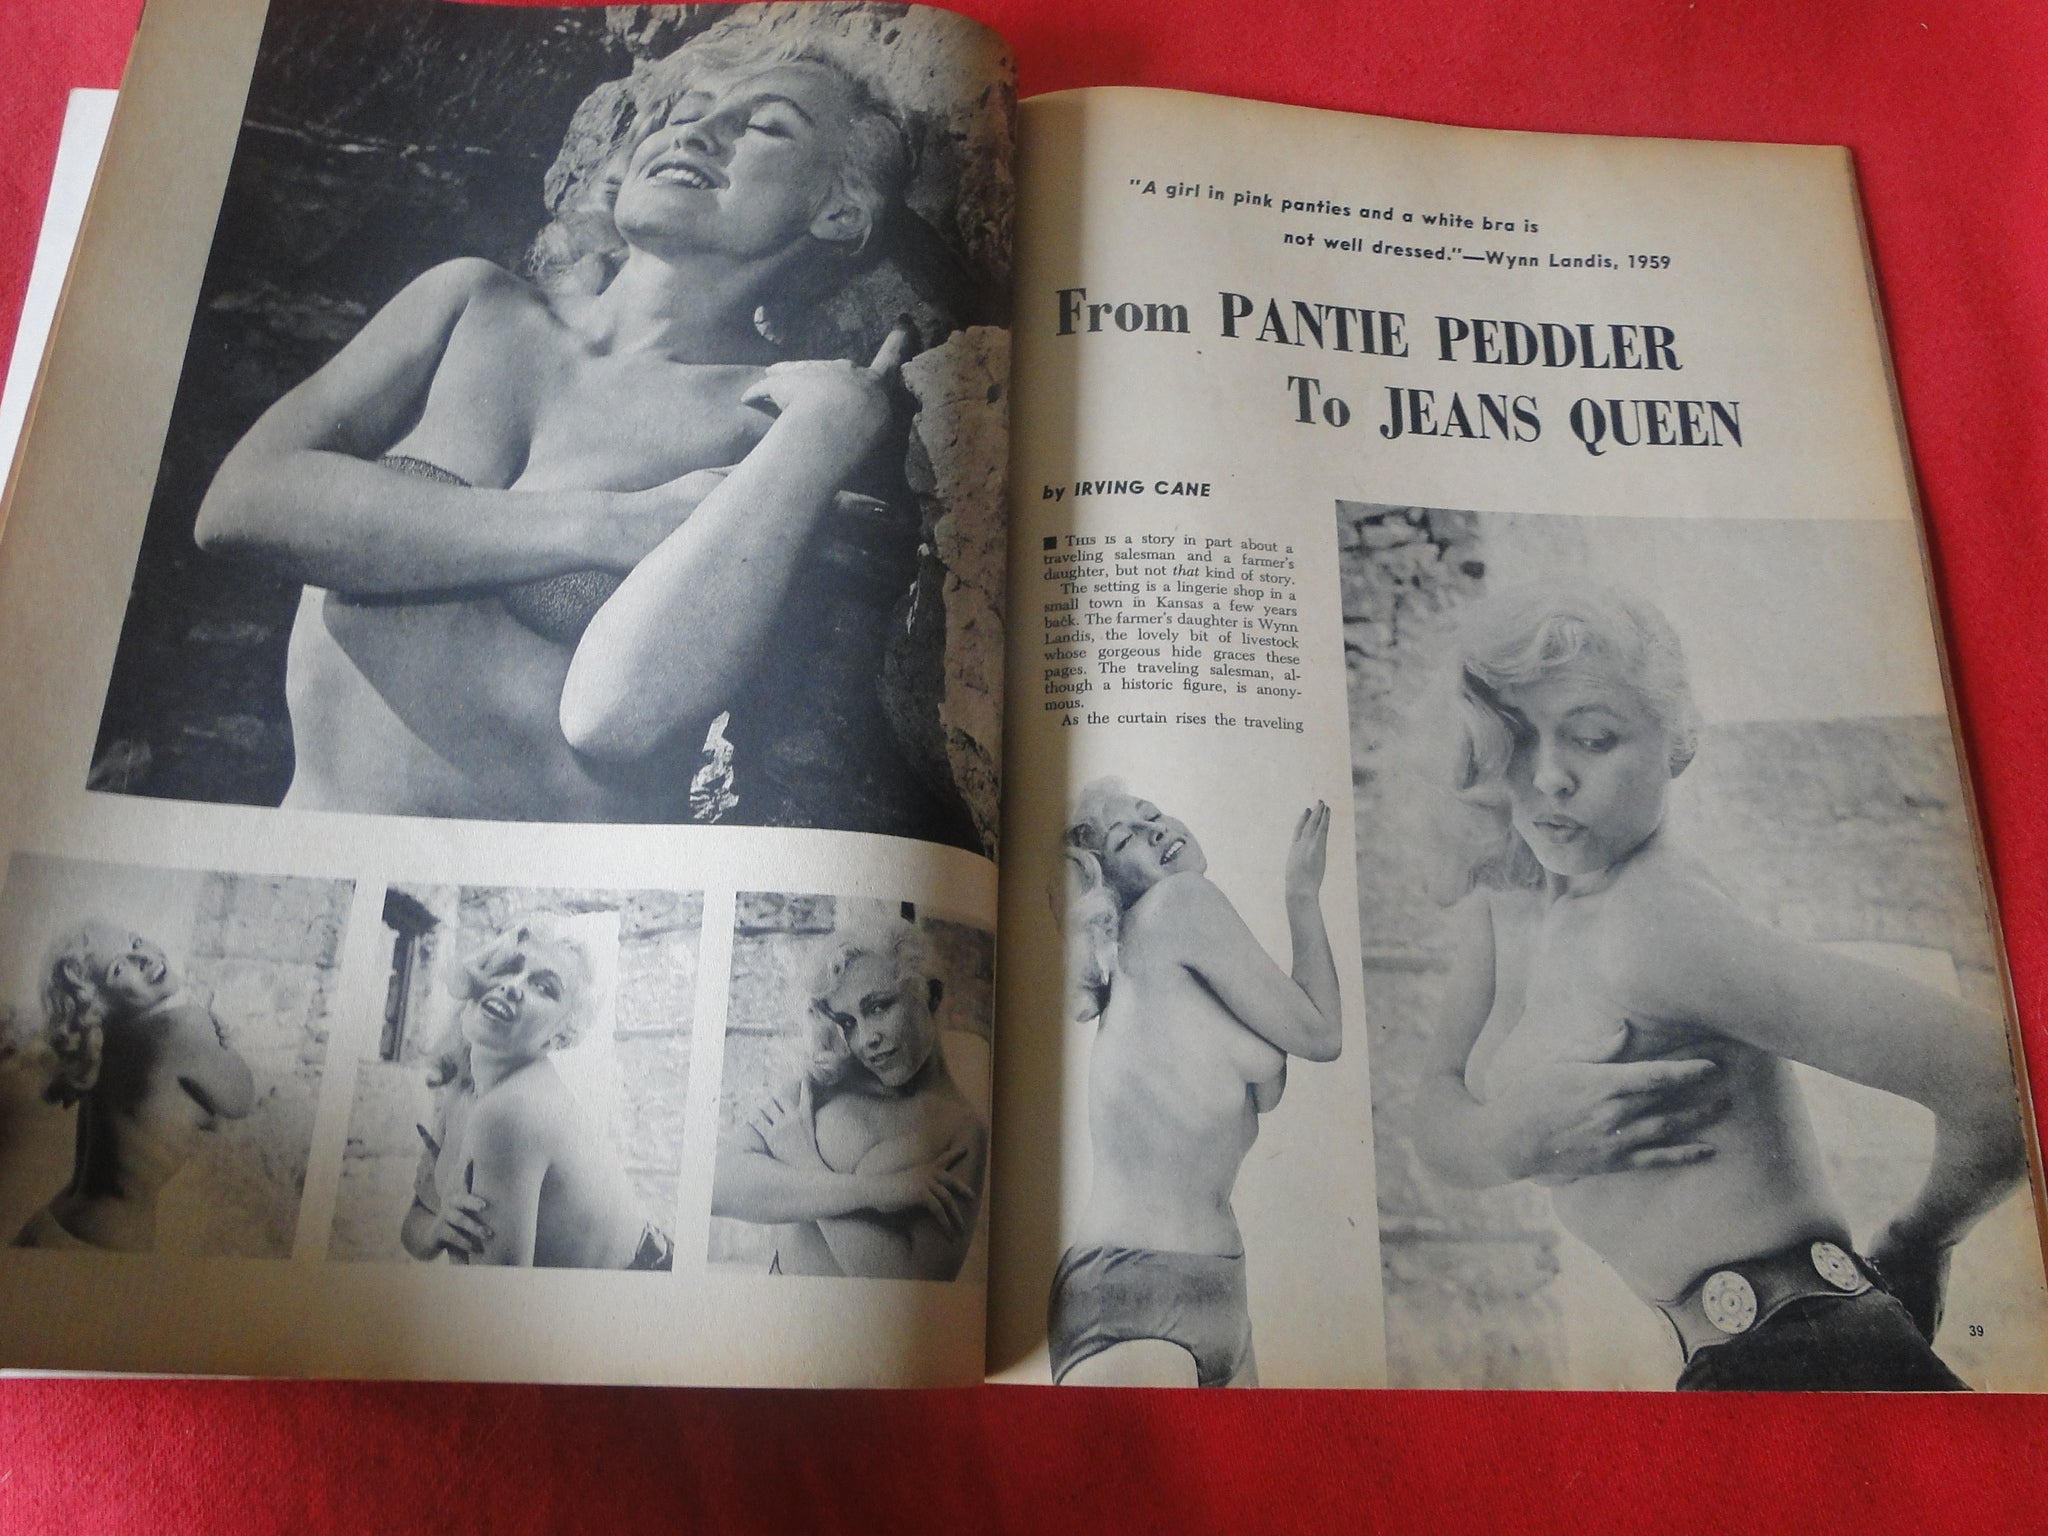 "A girl in pink panties and a white bra is
not well dressed."—Wynn Landis, 1959
From PANTIE PEDDLER
To JEANS QUEEN
by IRVING CANE
■ THIS IS a story in part about a
traveling salesman and a farmer's
daughter, but not that kind of story.
The setting is a lingerie shop in a
small town in Kansas a few years
back. The farmer's daughter is Wynn
Landis, the lovely bit of livestock
whose gorgeous hide graces these
pages. The traveling salesman, al-
though a historic figure, is anony-
mous.
As the curtain rises the traveling
39